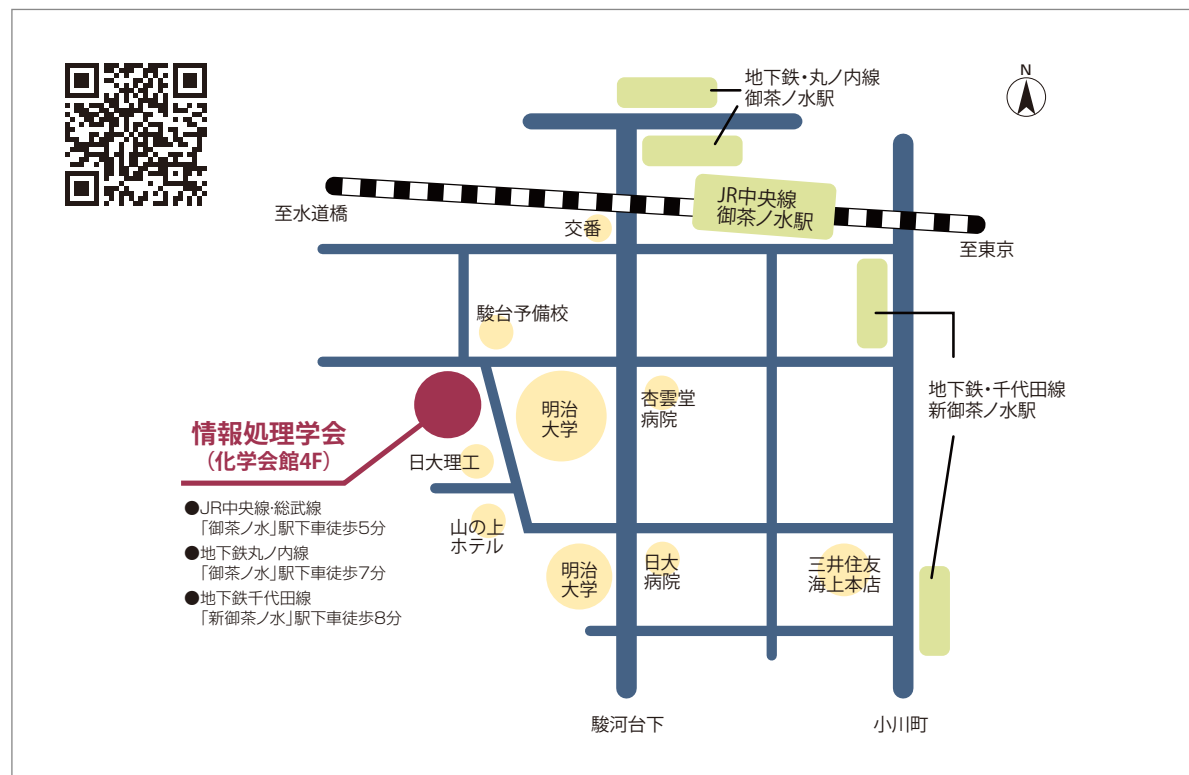 地下鉄・丸ノ内線
御茶ノ水駅
N
JR中央線
御茶ノ水駅
至水道橋
交番
至東京
駿台予備校
地下鉄・千代田線
新御茶ノ水駅
明治
大学
杏雲堂
病院
情報処理学会
(化学会館4F)
日大理工
●JR中央線・総武線
「御茶ノ水」駅下車徒歩5分
●地下鉄丸ノ内線
「御茶ノ水」駅下車徒歩7分
●地下鉄千代田線
「新御茶ノ水」駅下車徒歩8分
山の上
ホテル
明治
大学
日大
病院
三井住友
海上本店
駿河台下
小川町